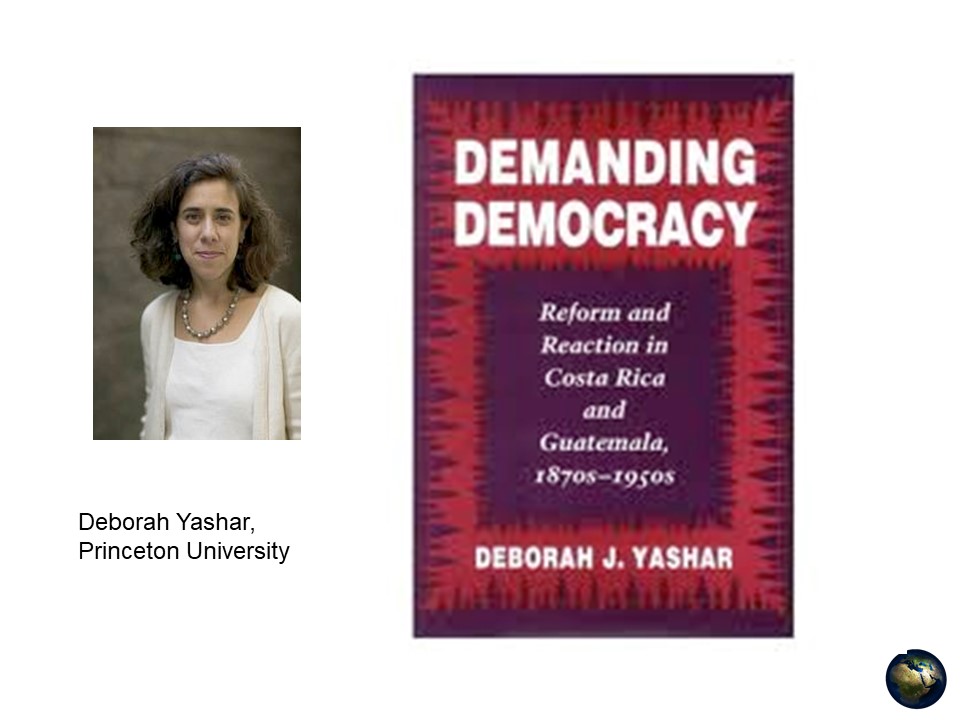 DEMANDING
DEMOCRACY
Reform and
Reaction in
Costa Rica
and
Guatemala,
1870s–1950s
DEBORAH J. YASHAR
Deborah Yashar,
Princeton University